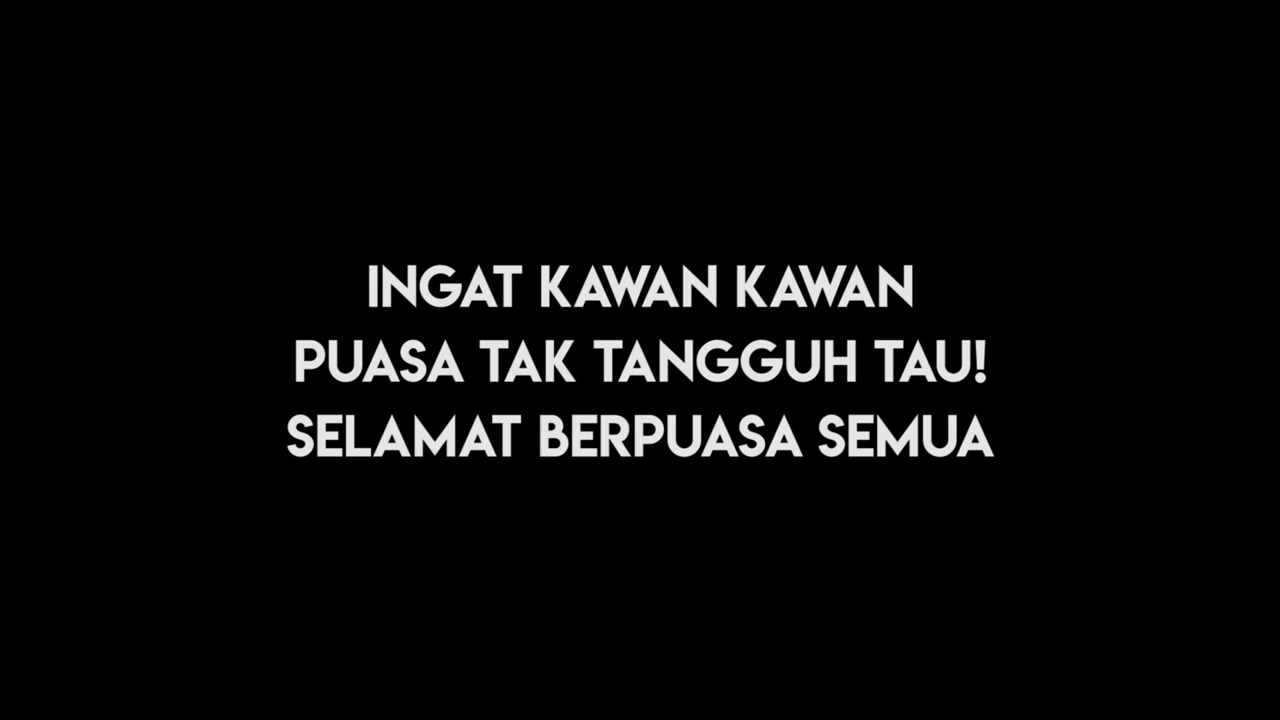 INGAT KAWAN KAWAN
PUASA TAK TANGGUH TAU!
SELAMAT BERPUASA SEMUA